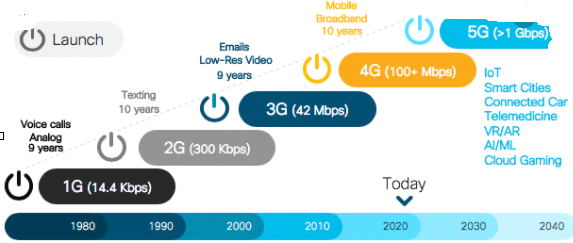 Launch
Mobile
Broadband
10 years
5G (>1 Gbps)
Emails
Low-Res Video
9 years
4G (100+ Mbps)
IoT
Smart Cities
Connected Car
Telemedicine
VR/AR
AI/ML
Cloud Gaming
Texting
10 years
3G (42 Mbps)
Voice calls
Analog
9 years
2G (300 Kbps)
1G (14.4 Kbps)
Today
1980 1990 2000 2010 2020 2030 2040